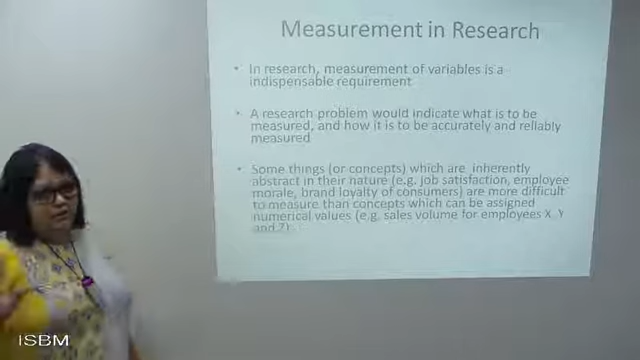 Measurement in Research
• In research, measurement of variables is a
indispensable requirement
• A research problem would indicate what is to be
measured, and how it is to be accurately and reliably
measured
• Some things (or concepts) which are inherently
abstract in their nature (e.g. job satisfaction, employee
morale, brand loyalty of consumers) are more difficult
to measure than concepts which can be assigned
numerical values (e.g. sales volume for employees X, Y
and Z)
ISBM